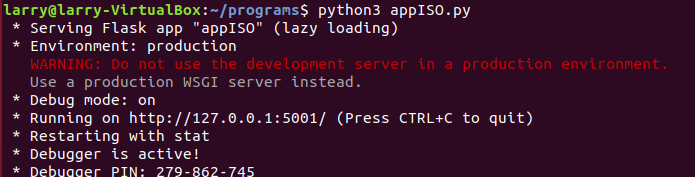 larry@larry-VirtualBox:~/programs$ python3 appISO.py
* Serving Flask app "appISO" (lazy loading)
* Environment: production
WARNING: Do not use the development server in a production environment.
Use a production WSGI server instead.
* Debug mode: on
* Running on http://127.0.0.1:5001/ (Press CTRL+C to quit)
* Restarting with stat
* Debugger is active!
* Debugger PIN: 279-862-745